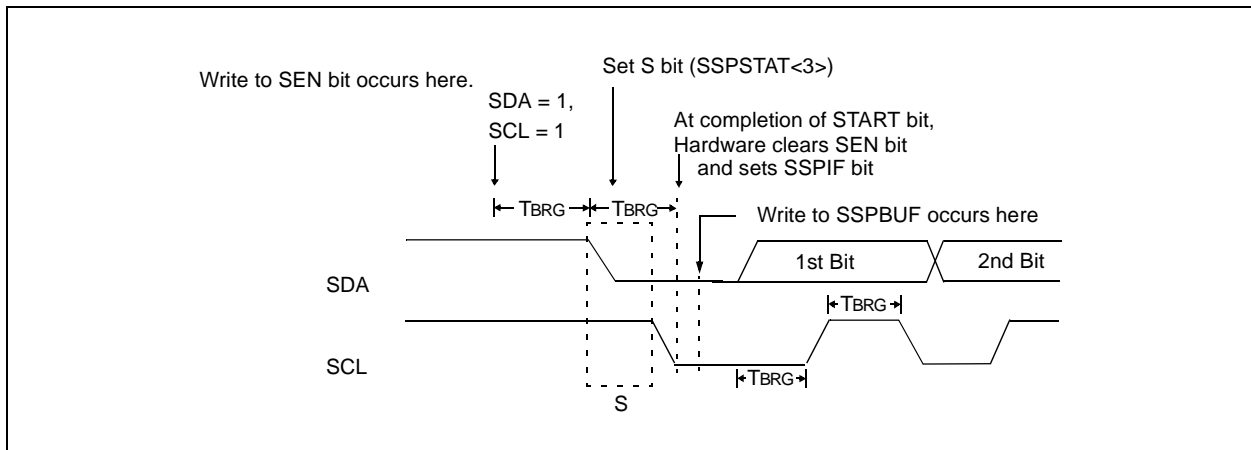 Write to SEN bit occurs here.
Set S bit (SSPSTAT<3>)
SDA = 1,
SCL = 1
At completion of START bit,
Hardware clears SEN bit
and sets SSPIF bit
TBRG TBRG
Write to SSPBUF occurs here
SDA
1st Bit 2nd Bit
TBRG
SCL
TBRG
S